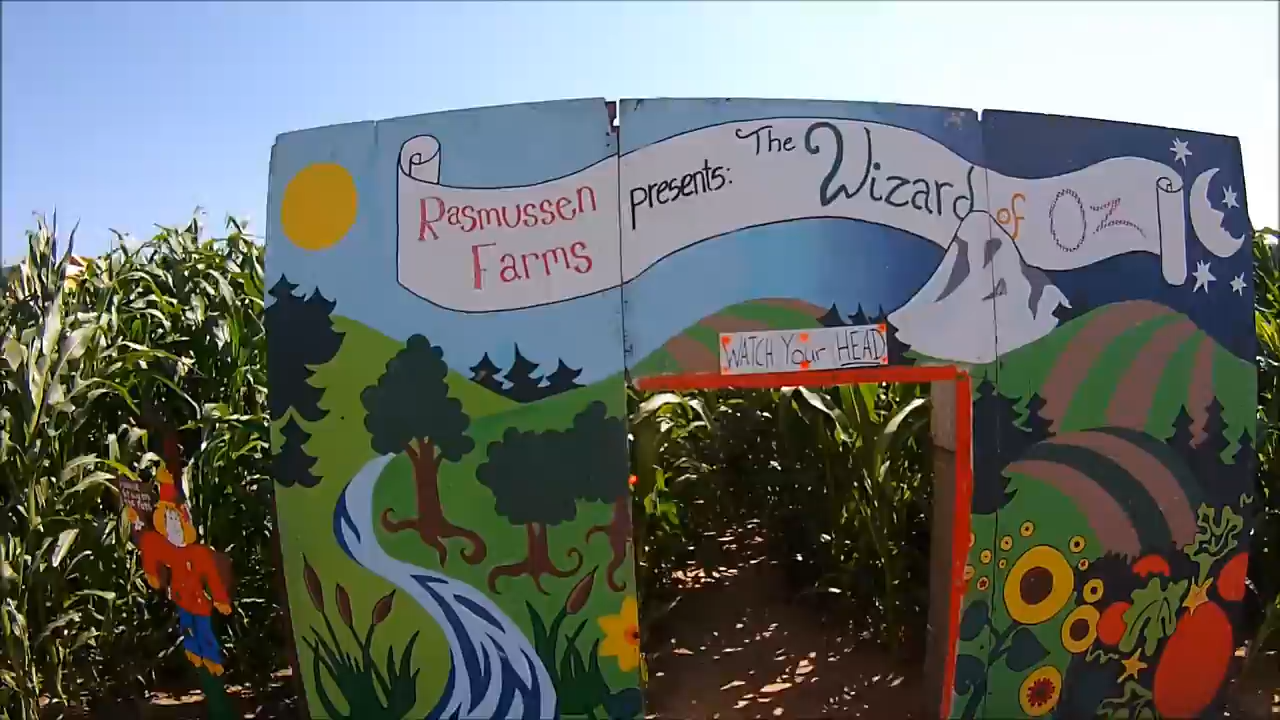 Rasmussen
Farms
presents:
The Wizard of Oz
WATCH Your HEAD